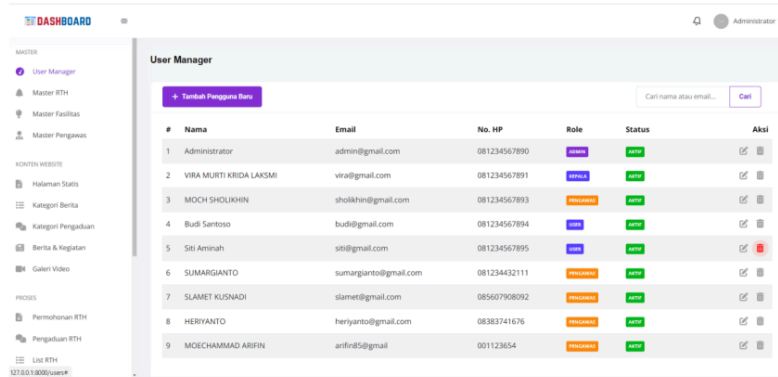 DASHBOARD
Administrator
MASTER
User Manager
Master RTH
Master Fasilitas
Master Pengawas
KONTEN WEBSITE
Halaman Statis
Kategori Berita
Kategori Pengaduan
Berita & Kegiatan
Galeri Video
PROSES
Permohonan RTH
Pengaduan RTH
List RTH
127.0.0.1:8000/users#
User Manager
+ Tambah Pengguna Baru
Cari nama atau email... Cari
# Nama Email No. HP Role Status Aksi
1 Administrator admin@gmail.com 081234567890 ADMIN AKTIF
2 VIRA MURTI KRIDA LAKSMI vira@gmail.com 081234567891 KEPALA AKTIF
3 MOCH SHOLIKHIN sholikhin@gmail.com 081234567893 PENGAWAS AKTIF
4 Budi Santoso budi@gmail.com 081234567894 USER AKTIF
5 Siti Aminah siti@gmail.com 081234567895 USER AKTIF
6 SUMARGIANTO sumargianto@gmail.com 081234432111 PENGAWAS AKTIF
7 SLAMET KUSNADI slamet@gmail.com 085607908092 PENGAWAS AKTIF
8 HERIYANTO heriyanto@gmail.com 08383741676 PENGAWAS AKTIF
9 MOECHAMMAD ARIFIN arifin85@gmail 001123654 PENGAWAS AKTIF